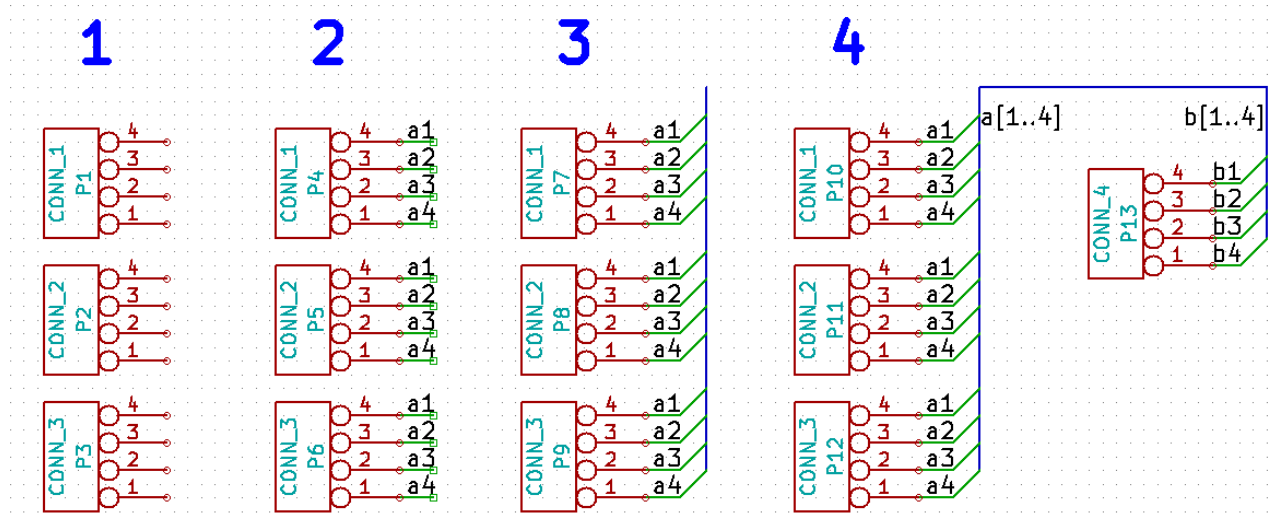 1 2 3 4
CONN_1
P1
4
3
2
1
CONN_2
P2
4
3
2
1
CONN_3
P3
4
3
2
1
CONN_1
P4
4 a1
3 a2
2 a3
1 a4
CONN_2
P5
4 a1
3 a2
2 a3
1 a4
CONN_3
P6
4 a1
3 a2
2 a3
1 a4
CONN_1
P7
4 a1
3 a2
2 a3
1 a4
CONN_2
P8
4 a1
3 a2
2 a3
1 a4
CONN_3
P9
4 a1
3 a2
2 a3
1 a4
CONN_1
P10
4 a1
3 a2
2 a3
1 a4
CONN_2
P11
4 a1
3 a2
2 a3
1 a4
CONN_3
P12
4 a1
3 a2
2 a3
1 a4
a[1..4] b[1..4]
CONN_4
P13
4 b1
3 b2
2 b3
1 b4